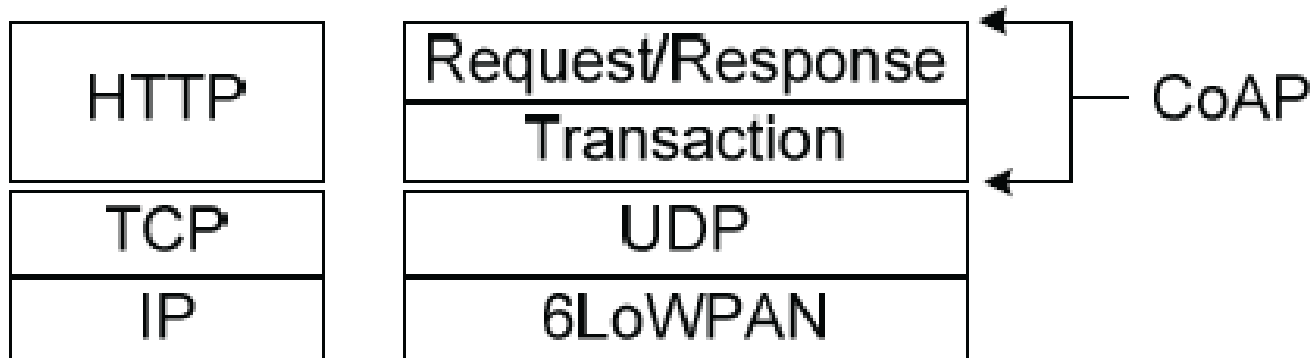 HTTP
TCP
IP
Request/Response
Transaction
UDP
6LoWPAN
CoAP